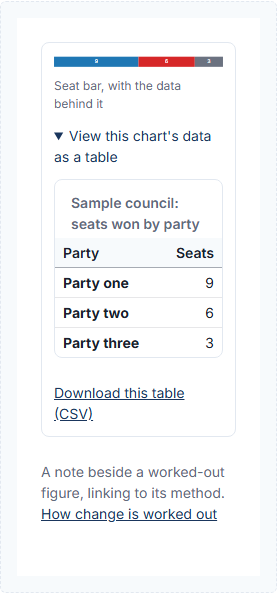 9 6 3
Seat bar, with the data
behind it
▼ View this chart's data
as a table
Sample council:
seats won by party
Party Seats
Party one 9
Party two 6
Party three 3
Download this table
(CSV)
A note beside a worked-out
figure, linking to its method.
How change is worked out